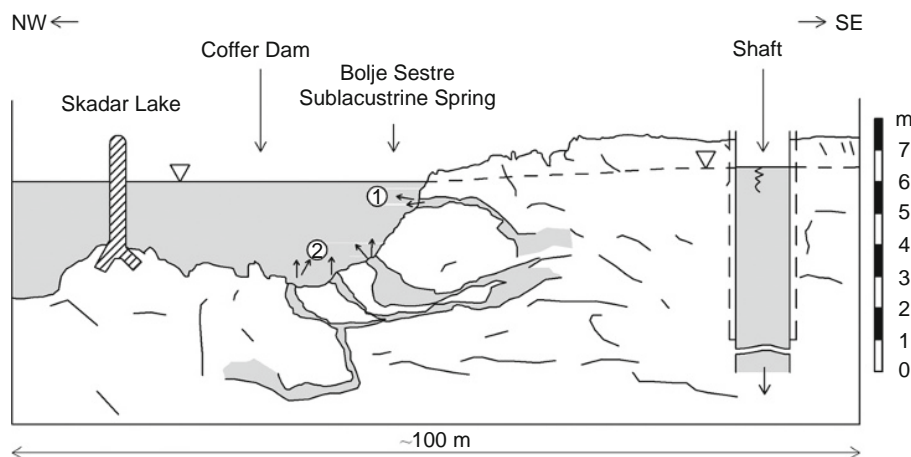 NW
SE
Coffer Dam
Shaft
Bolje Sestre
Sublacustrine Spring
Skadar Lake
m
7
6
1
5
2
4
3
2
1
0
~100 m